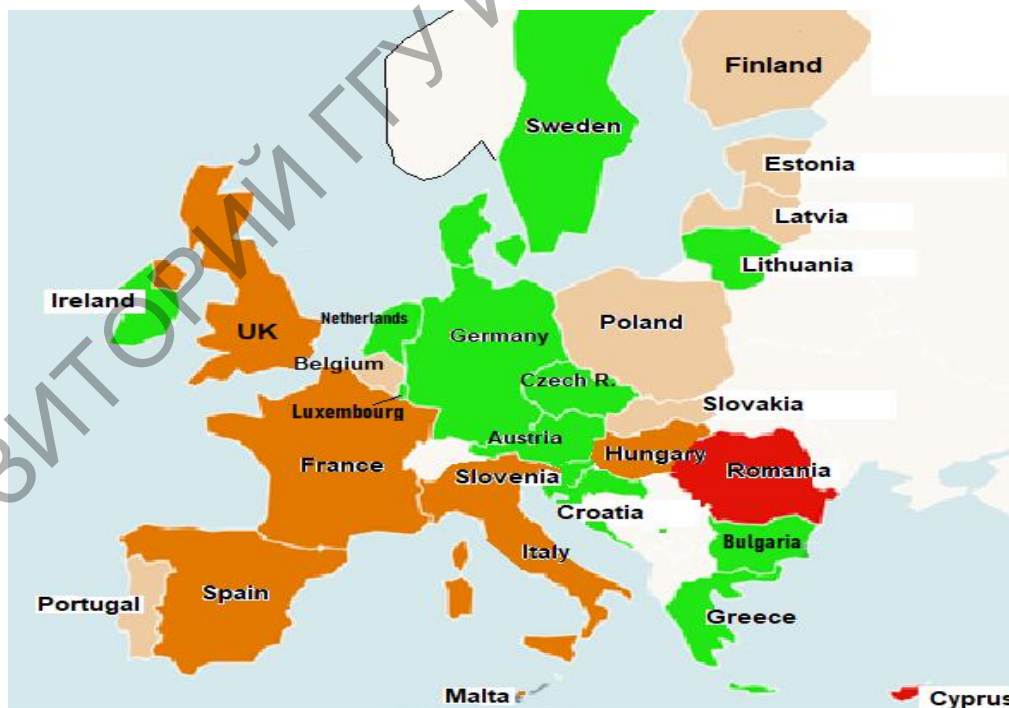 ЗИТОРИЙ ГГУ И
Finland
Sweden
Estonia
Latvia
Lithuania
Ireland
Netherlands
UK
Germany
Poland
Belgium
Czech R.
Luxembourg
Slovakia
Austria
Hungary
France
Slovenia
Romania
Croatia
Bulgaria
Italy
Spain
Portugal
Greece
Malta
Cyprus